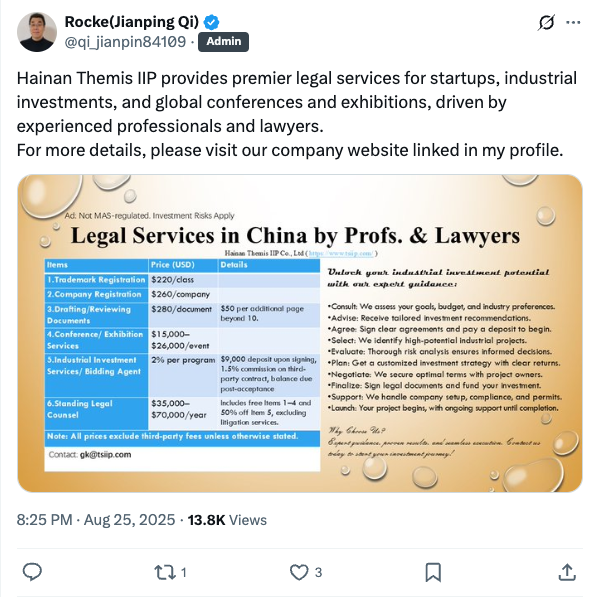 Rocke(Jianping Qi)
@qi_jianpin84109 · Admin
Hainan Themis IIP provides premier legal services for startups, industrial
investments, and global conferences and exhibitions, driven by
experienced professionals and lawyers.
For more details, please visit our company website linked in my profile.
Ad. Not MAS-regulated. Investment Risks Apply
Legal Services in China by Profs. & Lawyers
Hainan Themis IIP Co., Ltd (https://www.tsiip.com/)
Items Price (USD) Details
1.Trademark Registration $220/class
2.Company Registration $260/company
3.Drafting/Reviewing
Documents
$280/document
$50 per additional page
beyond 10.
4.Conference/ Exhibition
Services
$15,000–
$26,000/event
5.Industrial Investment
Services/ Bidding Agent
2% per program
$9,000 deposit upon signing,
1.5% commission on third-
party contract, balance due
post-acceptance
6.Standing Legal
Counsel
$35,000–
$70,000/year
Includes free Items 1–4 and
50% off Item 5, excluding
litigation services.
Note: All prices exclude third-party fees unless otherwise stated.
Contact: gk@tsiip.com
Unlock your industrial investment potential
with our expert guidance:
•Consult: We assess your goals, budget, and industry preferences.
•Advise: Receive tailored investment recommendations.
•Agree: Sign clear agreements and pay a deposit to begin.
•Select: We identify high-potential industrial projects.
•Evaluate: Thorough risk analysis ensures informed decisions.
•Plan: Get a customized investment strategy with clear returns.
•Negotiate: We secure optimal terms with project owners.
•Finalize: Sign legal documents and fund your investment.
•Support: We handle company setup, compliance, and permits.
•Launch: Your project begins, with ongoing support until completion.
Why Choose Us?
Expert guidance, proven results, and seamless execution. Contact us
today to start your investment journey!
8:25 PM · Aug 25, 2025 · 13.8K Views
1
3